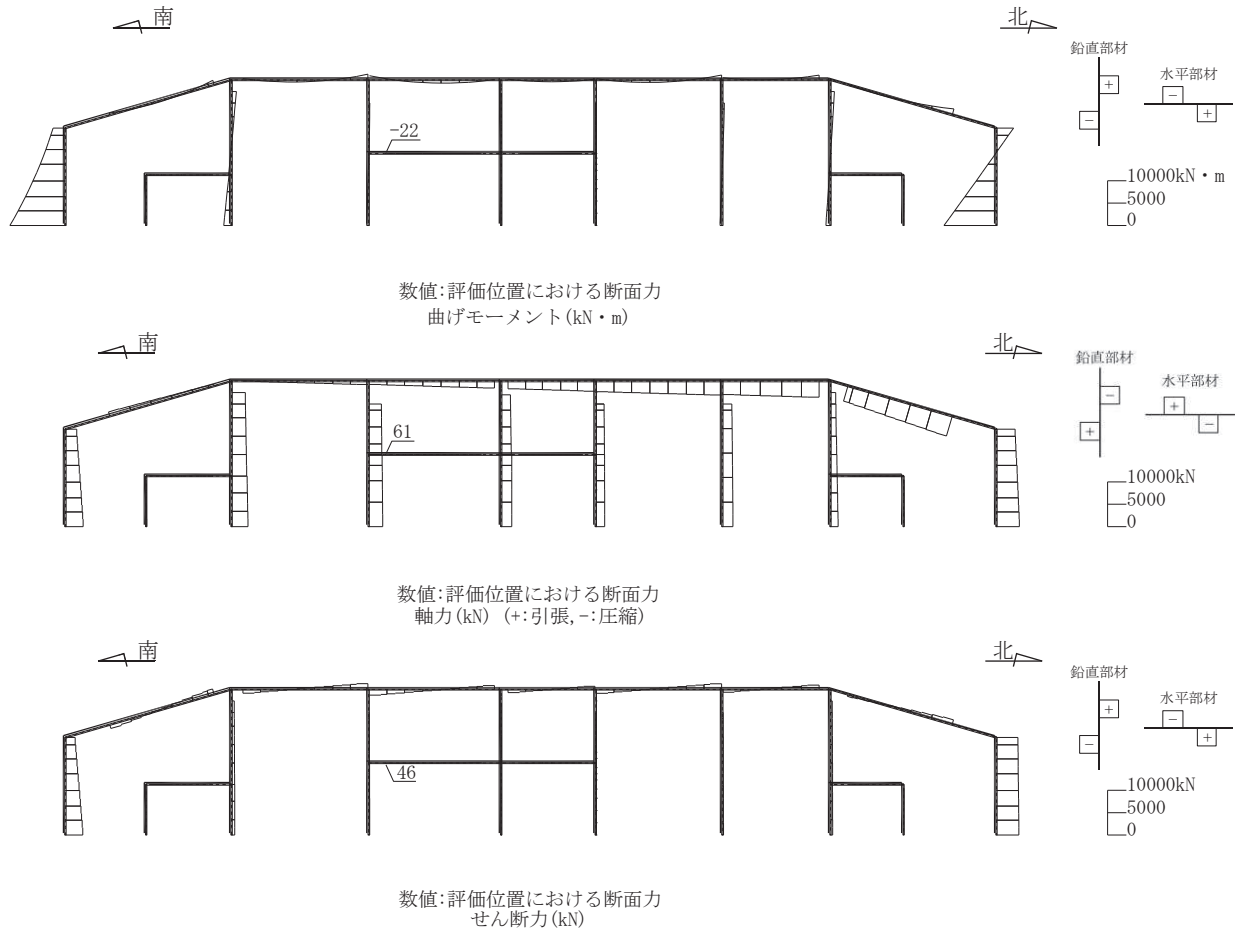 南
北
鉛直部材
+
−
水平部材
−
+
-22
10000kN・m
5000
0
数値:評価位置における断面力
曲げモーメント(kN・m)
南
北
鉛直部材
−
+
水平部材
+
−
61
10000kN
5000
0
数値:評価位置における断面力
軸力(kN) (+:引張,-:圧縮)
南
北
鉛直部材
+
−
水平部材
−
+
46
10000kN
5000
0
数値:評価位置における断面力
せん断力(kN)